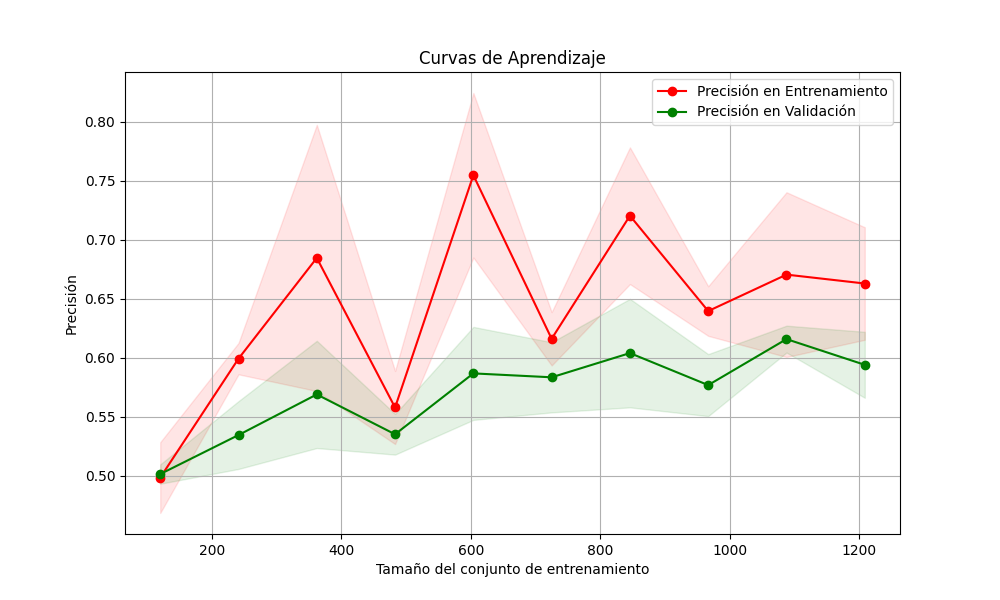 Curvas de Aprendizaje
Precisión en Entrenamiento
Precisión en Validación
Precisión
0.80
0.75
0.70
0.65
0.60
0.55
0.50
200 400 600 800 1000 1200
Tamaño del conjunto de entrenamiento